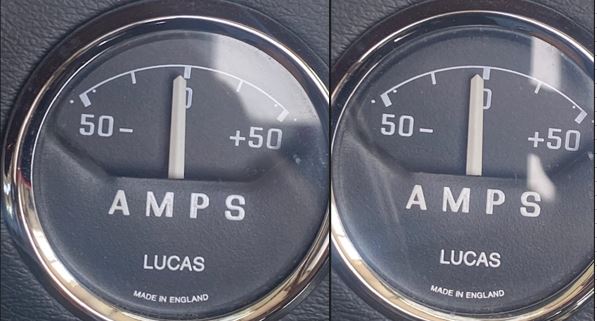 0
50- +50
AMPS
LUCAS
MADE IN ENGLAND
0
50- +50
AMPS
LUCAS
MADE IN ENGLAND